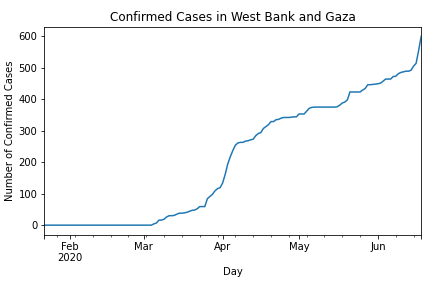 Confirmed Cases in West Bank and Gaza
Number of Confirmed Cases
600
500
400
300
200
100
0
Feb Mar Apr May Jun
2020
Day